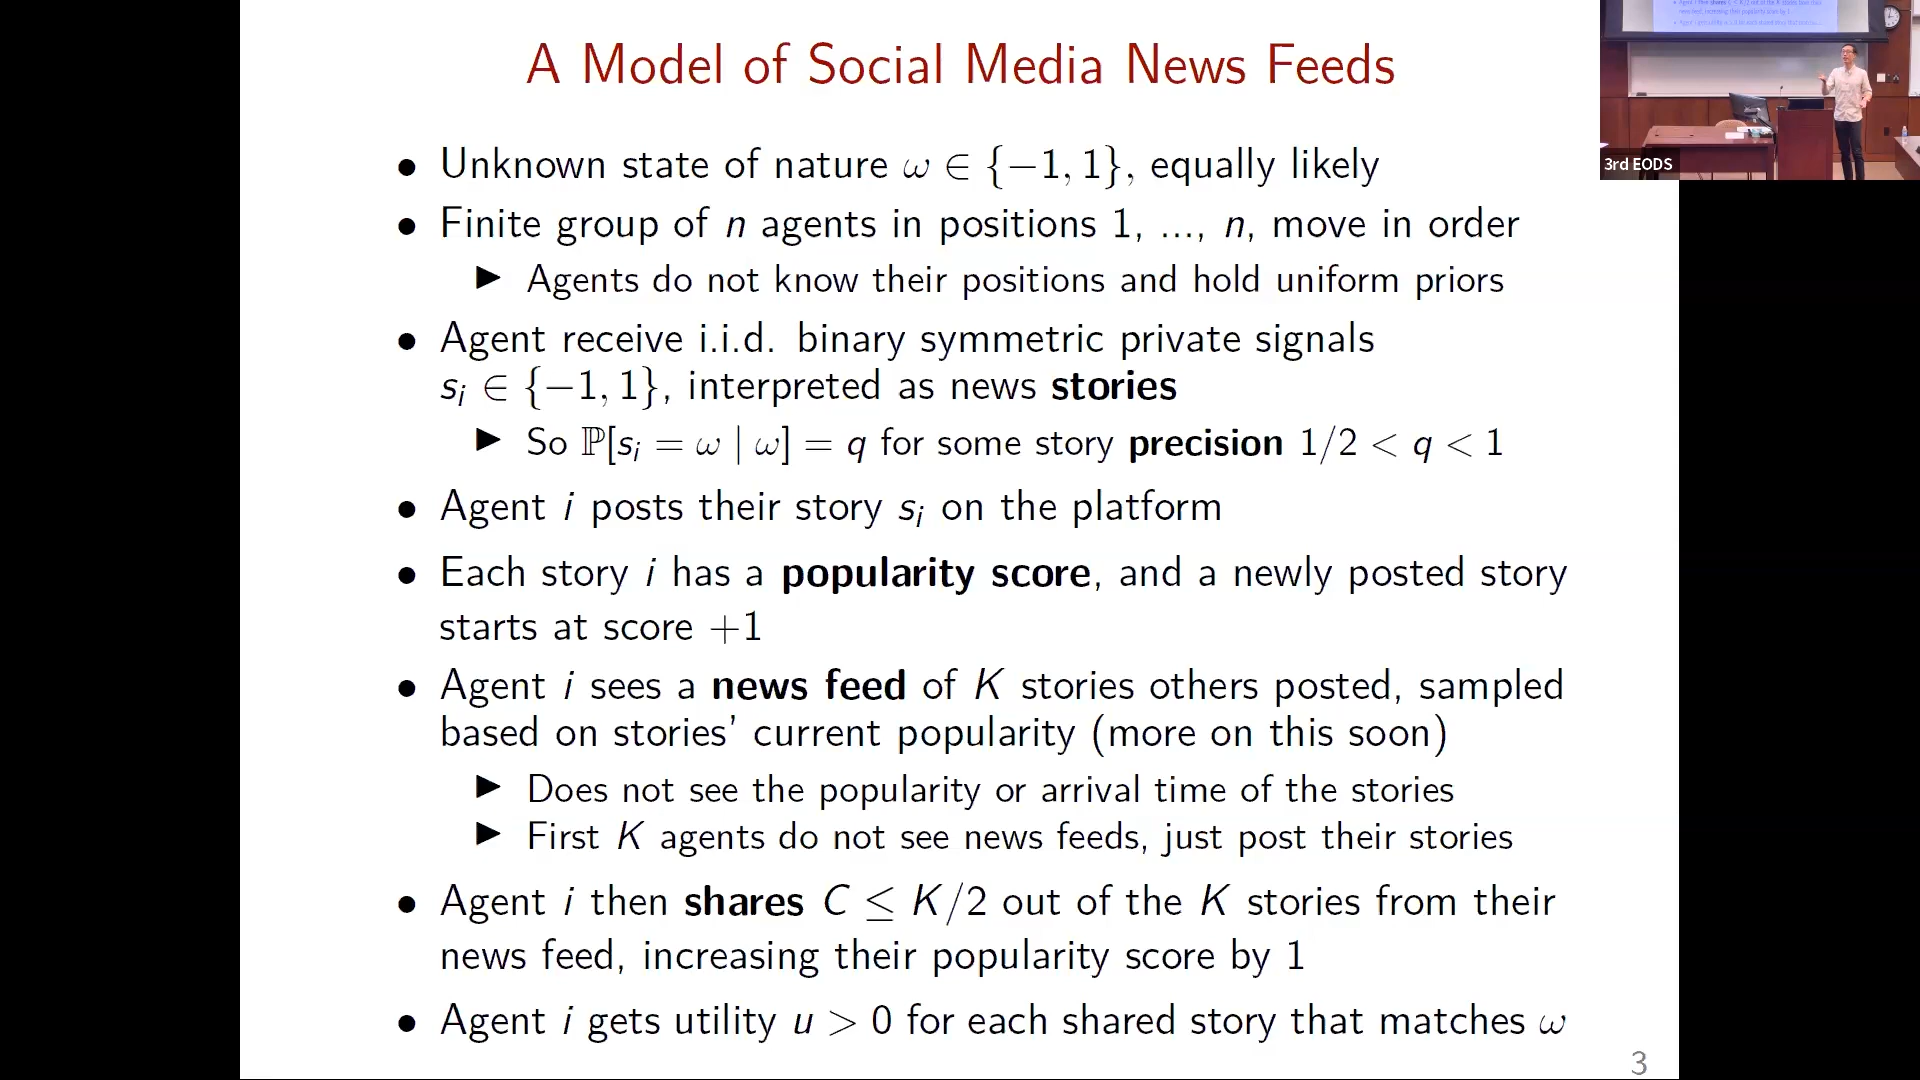 A Model of Social Media News Feeds
• Unknown state of nature ω ∈ {−1, 1}, equally likely
• Finite group of n agents in positions 1, ..., n, move in order
▶ Agents do not know their positions and hold uniform priors
• Agent receive i.i.d. binary symmetric private signals
sᵢ ∈ {−1, 1}, interpreted as news stories
▶ So ℙ[sᵢ = ω | ω] = q for some story precision 1/2 < q < 1
• Agent i posts their story sᵢ on the platform
• Each story i has a popularity score, and a newly posted story
starts at score +1
• Agent i sees a news feed of K stories others posted, sampled
based on stories’ current popularity (more on this soon)
▶ Does not see the popularity or arrival time of the stories
▶ First K agents do not see news feeds, just post their stories
• Agent i then shares C ≤ K/2 out of the K stories from their
news feed, increasing their popularity score by 1
• Agent i gets utility u > 0 for each shared story that matches ω
3
3rd EODS